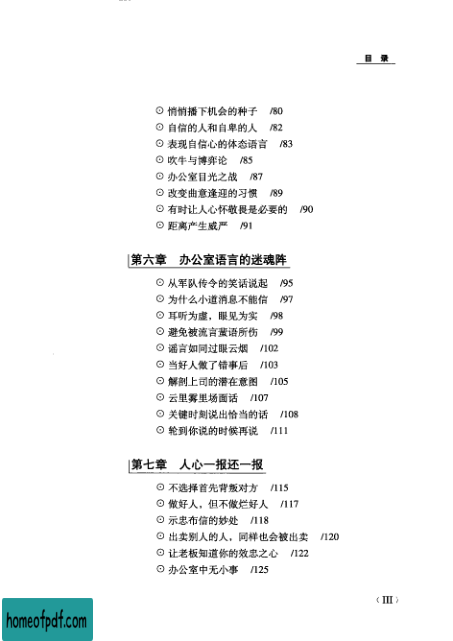 目 录
⊙ 悄悄播下机会的种子 /80
⊙ 自信的人和自卑的人 /82
⊙ 表现自信心的体态语言 /83
⊙ 吹牛与博弈论 /85
⊙ 办公室目光之战 /87
⊙ 改变曲意逢迎的习惯 /89
⊙ 有时让人心怀敬畏是必要的 /90
⊙ 距离产生威严 /91
第六章 办公室语言的迷魂阵
⊙ 从军队传令的笑话说起 /95
⊙ 为什么小道消息不能信 /97
⊙ 耳听为虚，眼见为实 /98
⊙ 避免被流言蜚语所伤 /99
⊙ 谣言如同过眼云烟 /102
⊙ 当好人做了错事后 /103
⊙ 解剖上司的潜在意图 /105
⊙ 云里雾里场面话 /107
⊙ 关键时刻说出恰当的话 /108
⊙ 轮到你说的时候再说 /111
第七章 人心一报还一报
⊙ 不选择首先背叛对方 /115
⊙ 做好人，但不做烂好人 /117
⊙ 示忠布信的妙处 /118
⊙ 出卖别人的人，同样也会被出卖 /120
⊙ 让老板知道你的效忠之心 /122
⊙ 办公室中无小事 /125
（III）
homeofpdf.com